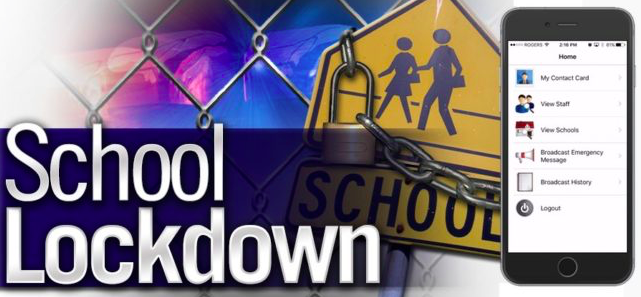 School
Lockdown
SCHOOL
ROGERS
2:16 PM
Home
My Contact Card
View Staff
View Schools
Broadcast Emergency
Message
Broadcast History
Logout